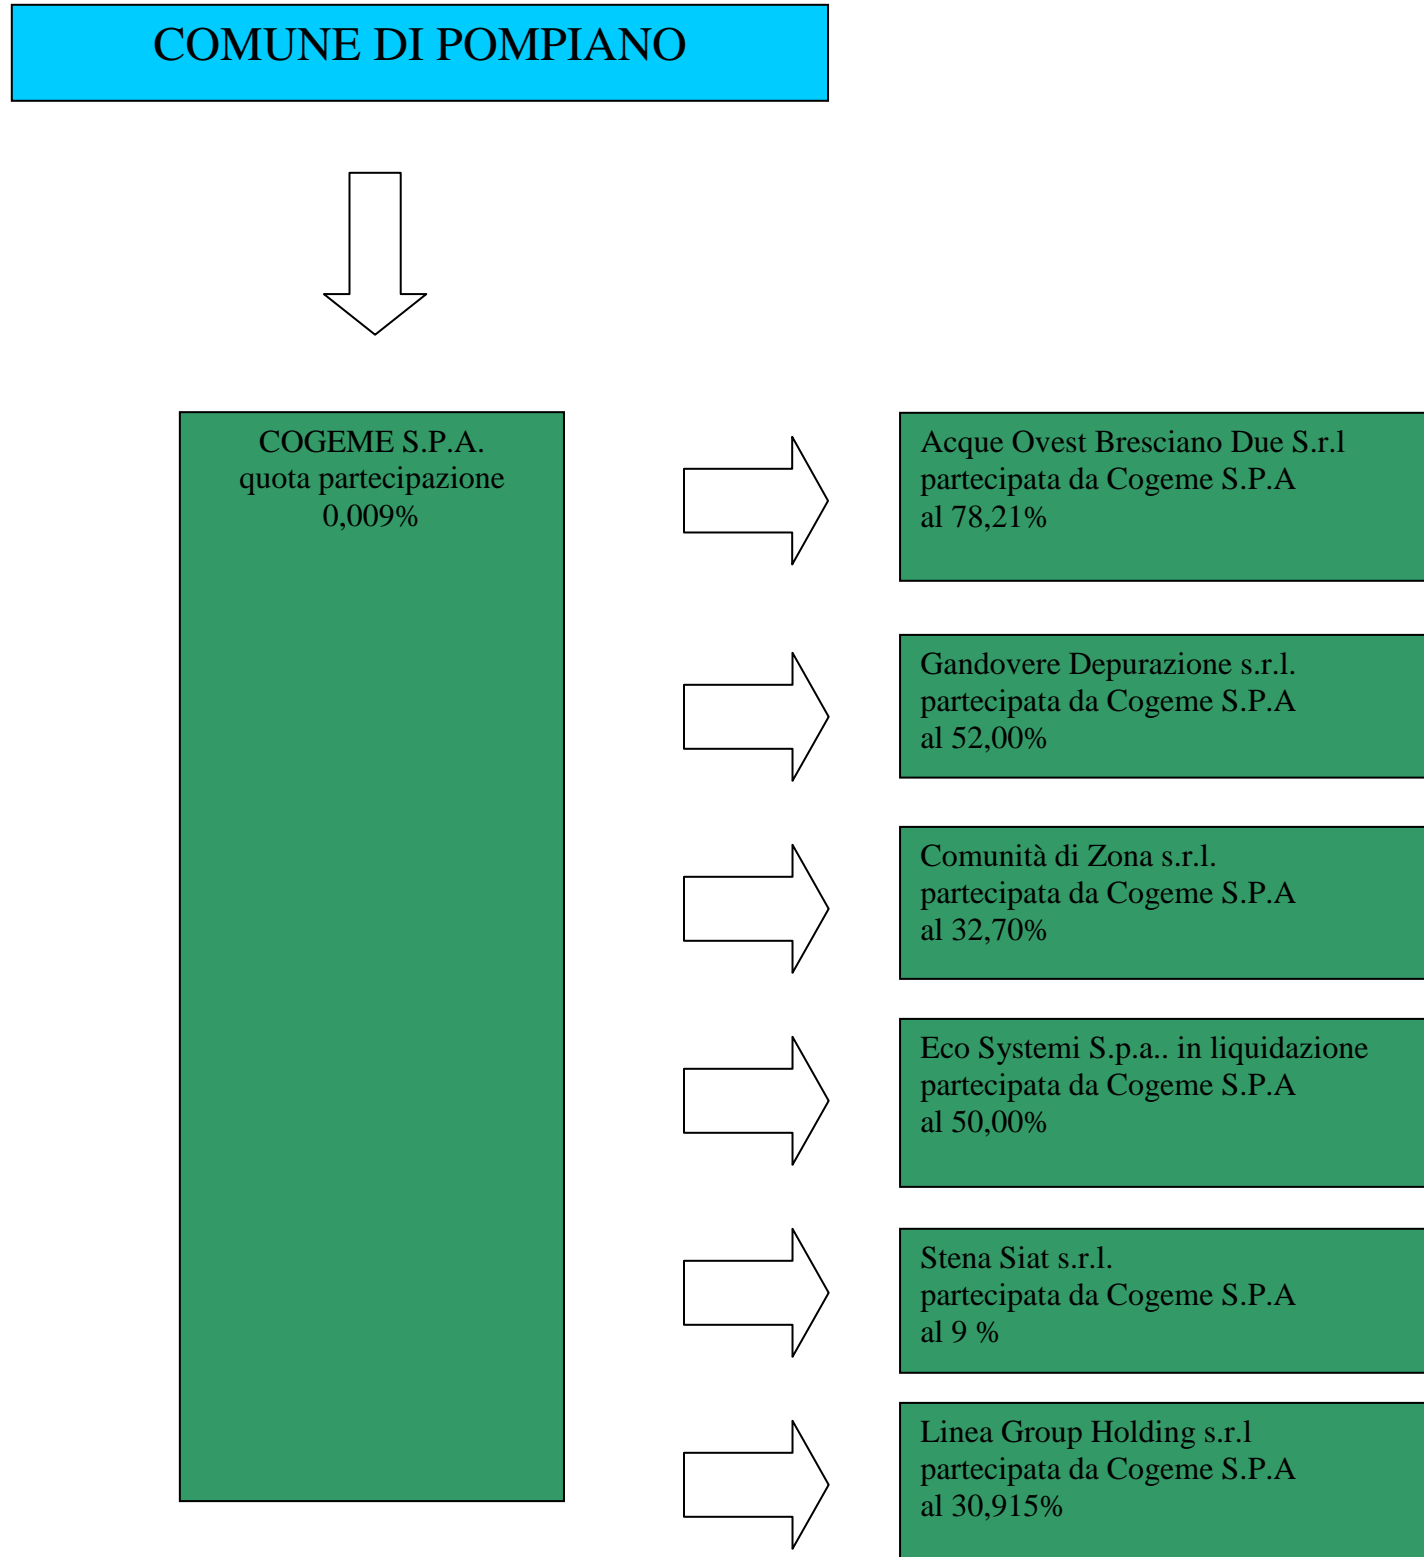 COMUNE DI POMPIANO
COGEME S.P.A.
quota partecipazione
0,009%
Acque Ovest Bresciano Due S.r.l
partecipata da Cogeme S.P.A
al 78,21%
Gandovere Depurazione s.r.l.
partecipata da Cogeme S.P.A
al 52,00%
Comunità di Zona s.r.l.
partecipata da Cogeme S.P.A
al 32,70%
Eco Systemi S.p.a.. in liquidazione
partecipata da Cogeme S.P.A
al 50,00%
Stena Siat s.r.l.
partecipata da Cogeme S.P.A
al 9 %
Linea Group Holding s.r.l
partecipata da Cogeme S.P.A
al 30,915%